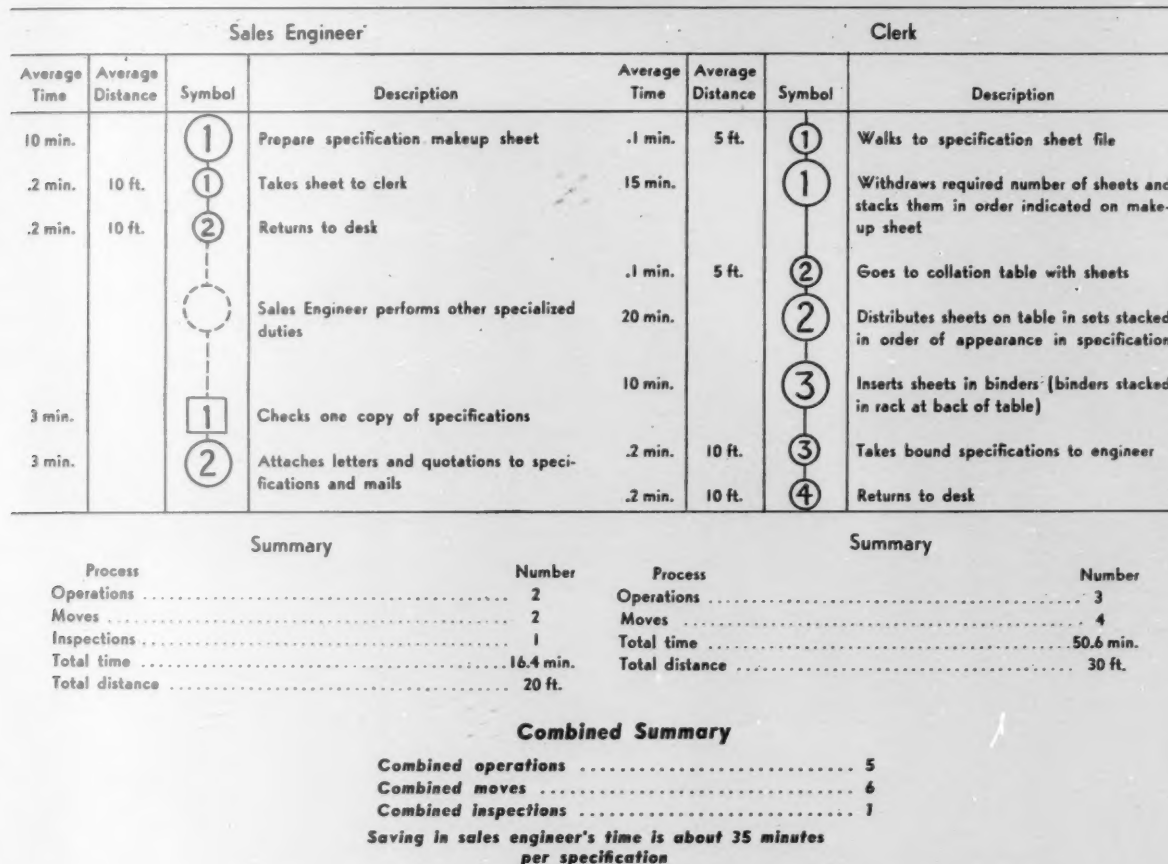 Sales Engineer
Average Time Average Distance Symbol Description
10 min. 1 Prepare specification makeup sheet
.2 min. 10 ft. 1 Takes sheet to clerk
.2 min. 10 ft. 2 Returns to desk
Sales Engineer performs other specialized
duties
3 min. 1 Checks one copy of specifications
3 min. 2 Attaches letters and quotations to speci-
fications and mails
Clerk
Average Time Average Distance Symbol Description
.1 min. 5 ft. 1 Walks to specification sheet file
15 min. 1 Withdraws required number of sheets and
stacks them in order indicated on make-
up sheet
.1 min. 5 ft. 2 Goes to collation table with sheets
20 min. 2 Distributes sheets on table in sets stacked
in order of appearance in specification
10 min. 3 Inserts sheets in binders (binders stacked
in rack at back of table)
.2 min. 10 ft. 3 Takes bound specifications to engineer
.2 min. 10 ft. 4 Returns to desk
Summary
Process Number
Operations 2
Moves 2
Inspections 1
Total time 16.4 min.
Total distance 20 ft.
Summary
Process Number
Operations 3
Moves 4
Total time 50.6 min.
Total distance 30 ft.
Combined Summary
Combined operations 5
Combined moves 6
Combined inspections 1
Saving in sales engineer's time is about 35 minutes
per specification